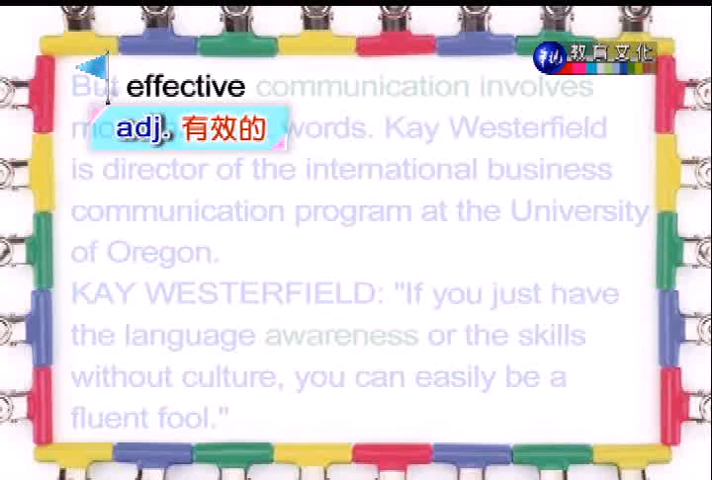 華視 教育文化
But effective communication involves
adj. 有效的
words. Kay Westerfield
is director of the international business
communication program at the University
of Oregon.
KAY WESTERFIELD: "If you just have
the language awareness or the skills
without culture, you can easily be a
fluent fool."